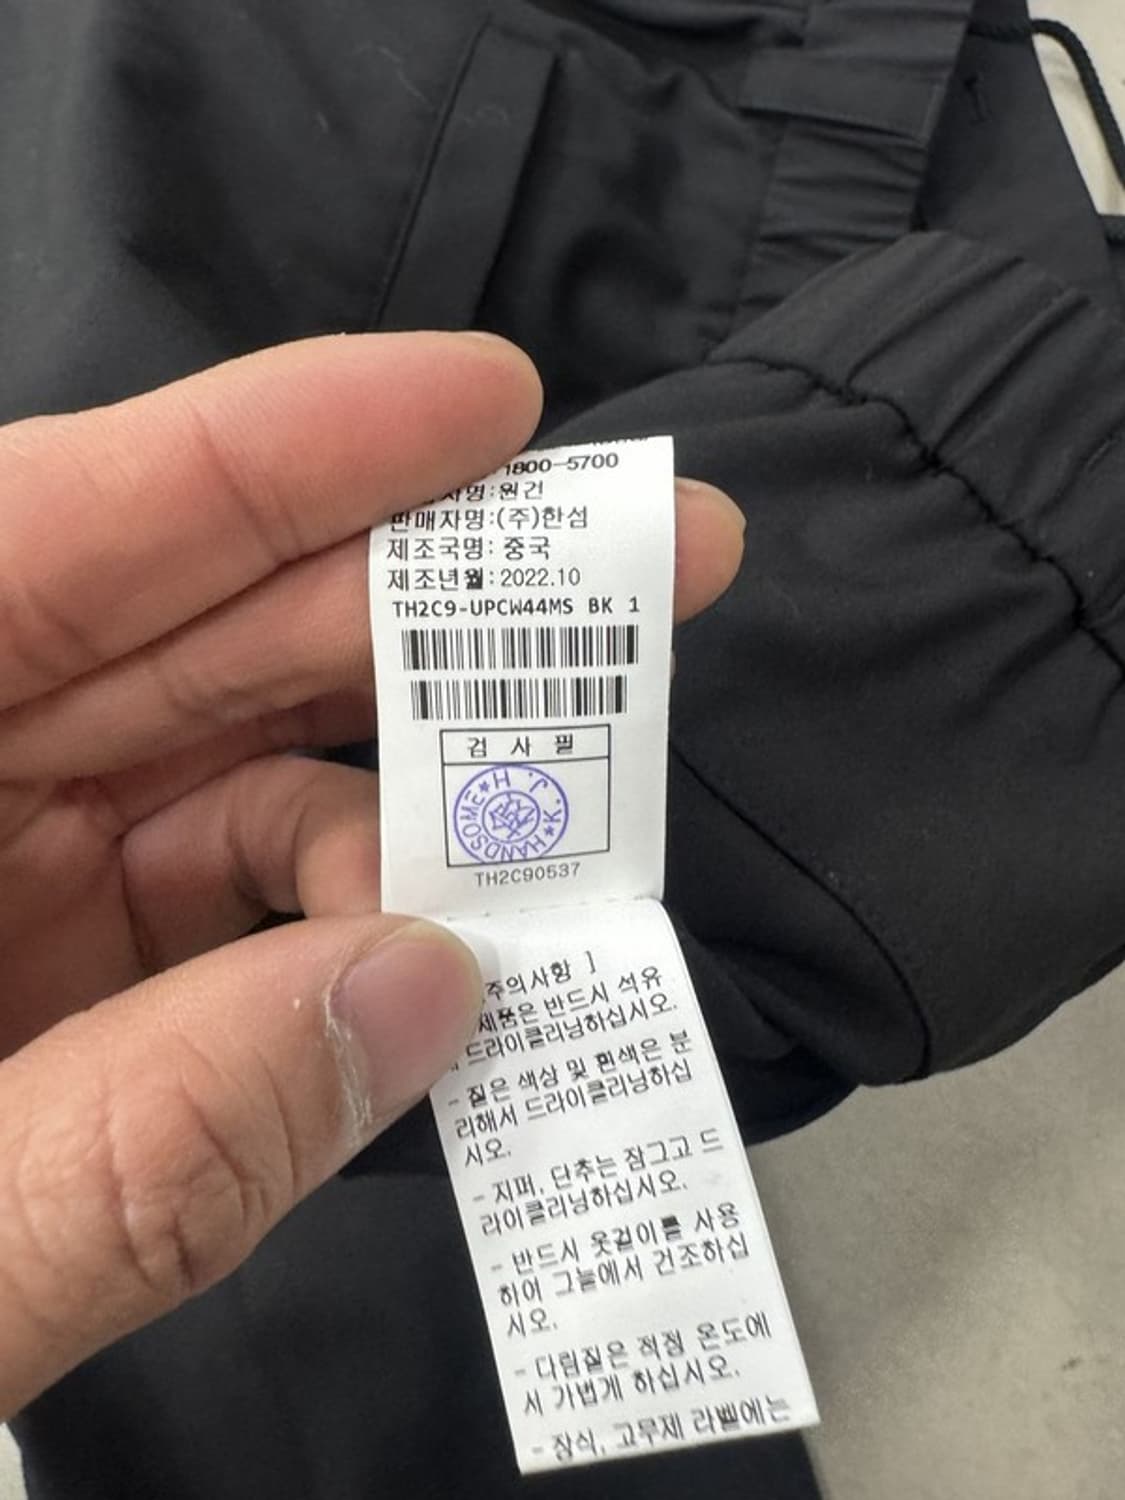 1800-5700
자명:원건
판매자명:(주)한섬
제조국명: 중국
제조년월:2022.10
TH2C9-UPCW44MS BK 1
검 사 필
HANDSOME★K.J.H★
TH2C90537
주의사항 ]
제품은 반드시 석유
드라이클리닝하십시오.
- 짙은 색상 및 흰색은 분
리해서 드라이클리닝하십
시오.
- 지퍼, 단추는 잠그고 드
라이클리닝하십시오.
- 반드시 옷걸이를 사용
하여 그늘에서 건조하십
시오.
- 다림질은 적정 온도에
서 가볍게 하십시오.
- 장식, 고무제 라벨에는